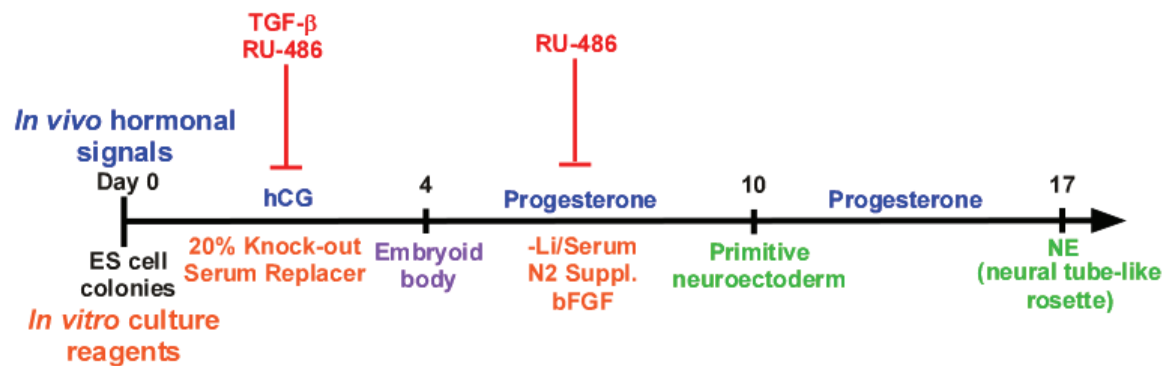 TGF-β
RU-486
RU-486
In vivo hormonal
signals
Day 0
4
10
17
hCG
Progesterone
Progesterone
ES cell
colonies
20% Knock-out
Serum Replacer
Embryoid
body
-Li/Serum
N2 Suppl.
bFGF
Primitive
neuroectoderm
NE
(neural tube-like
rosette)
In vitro culture
reagents